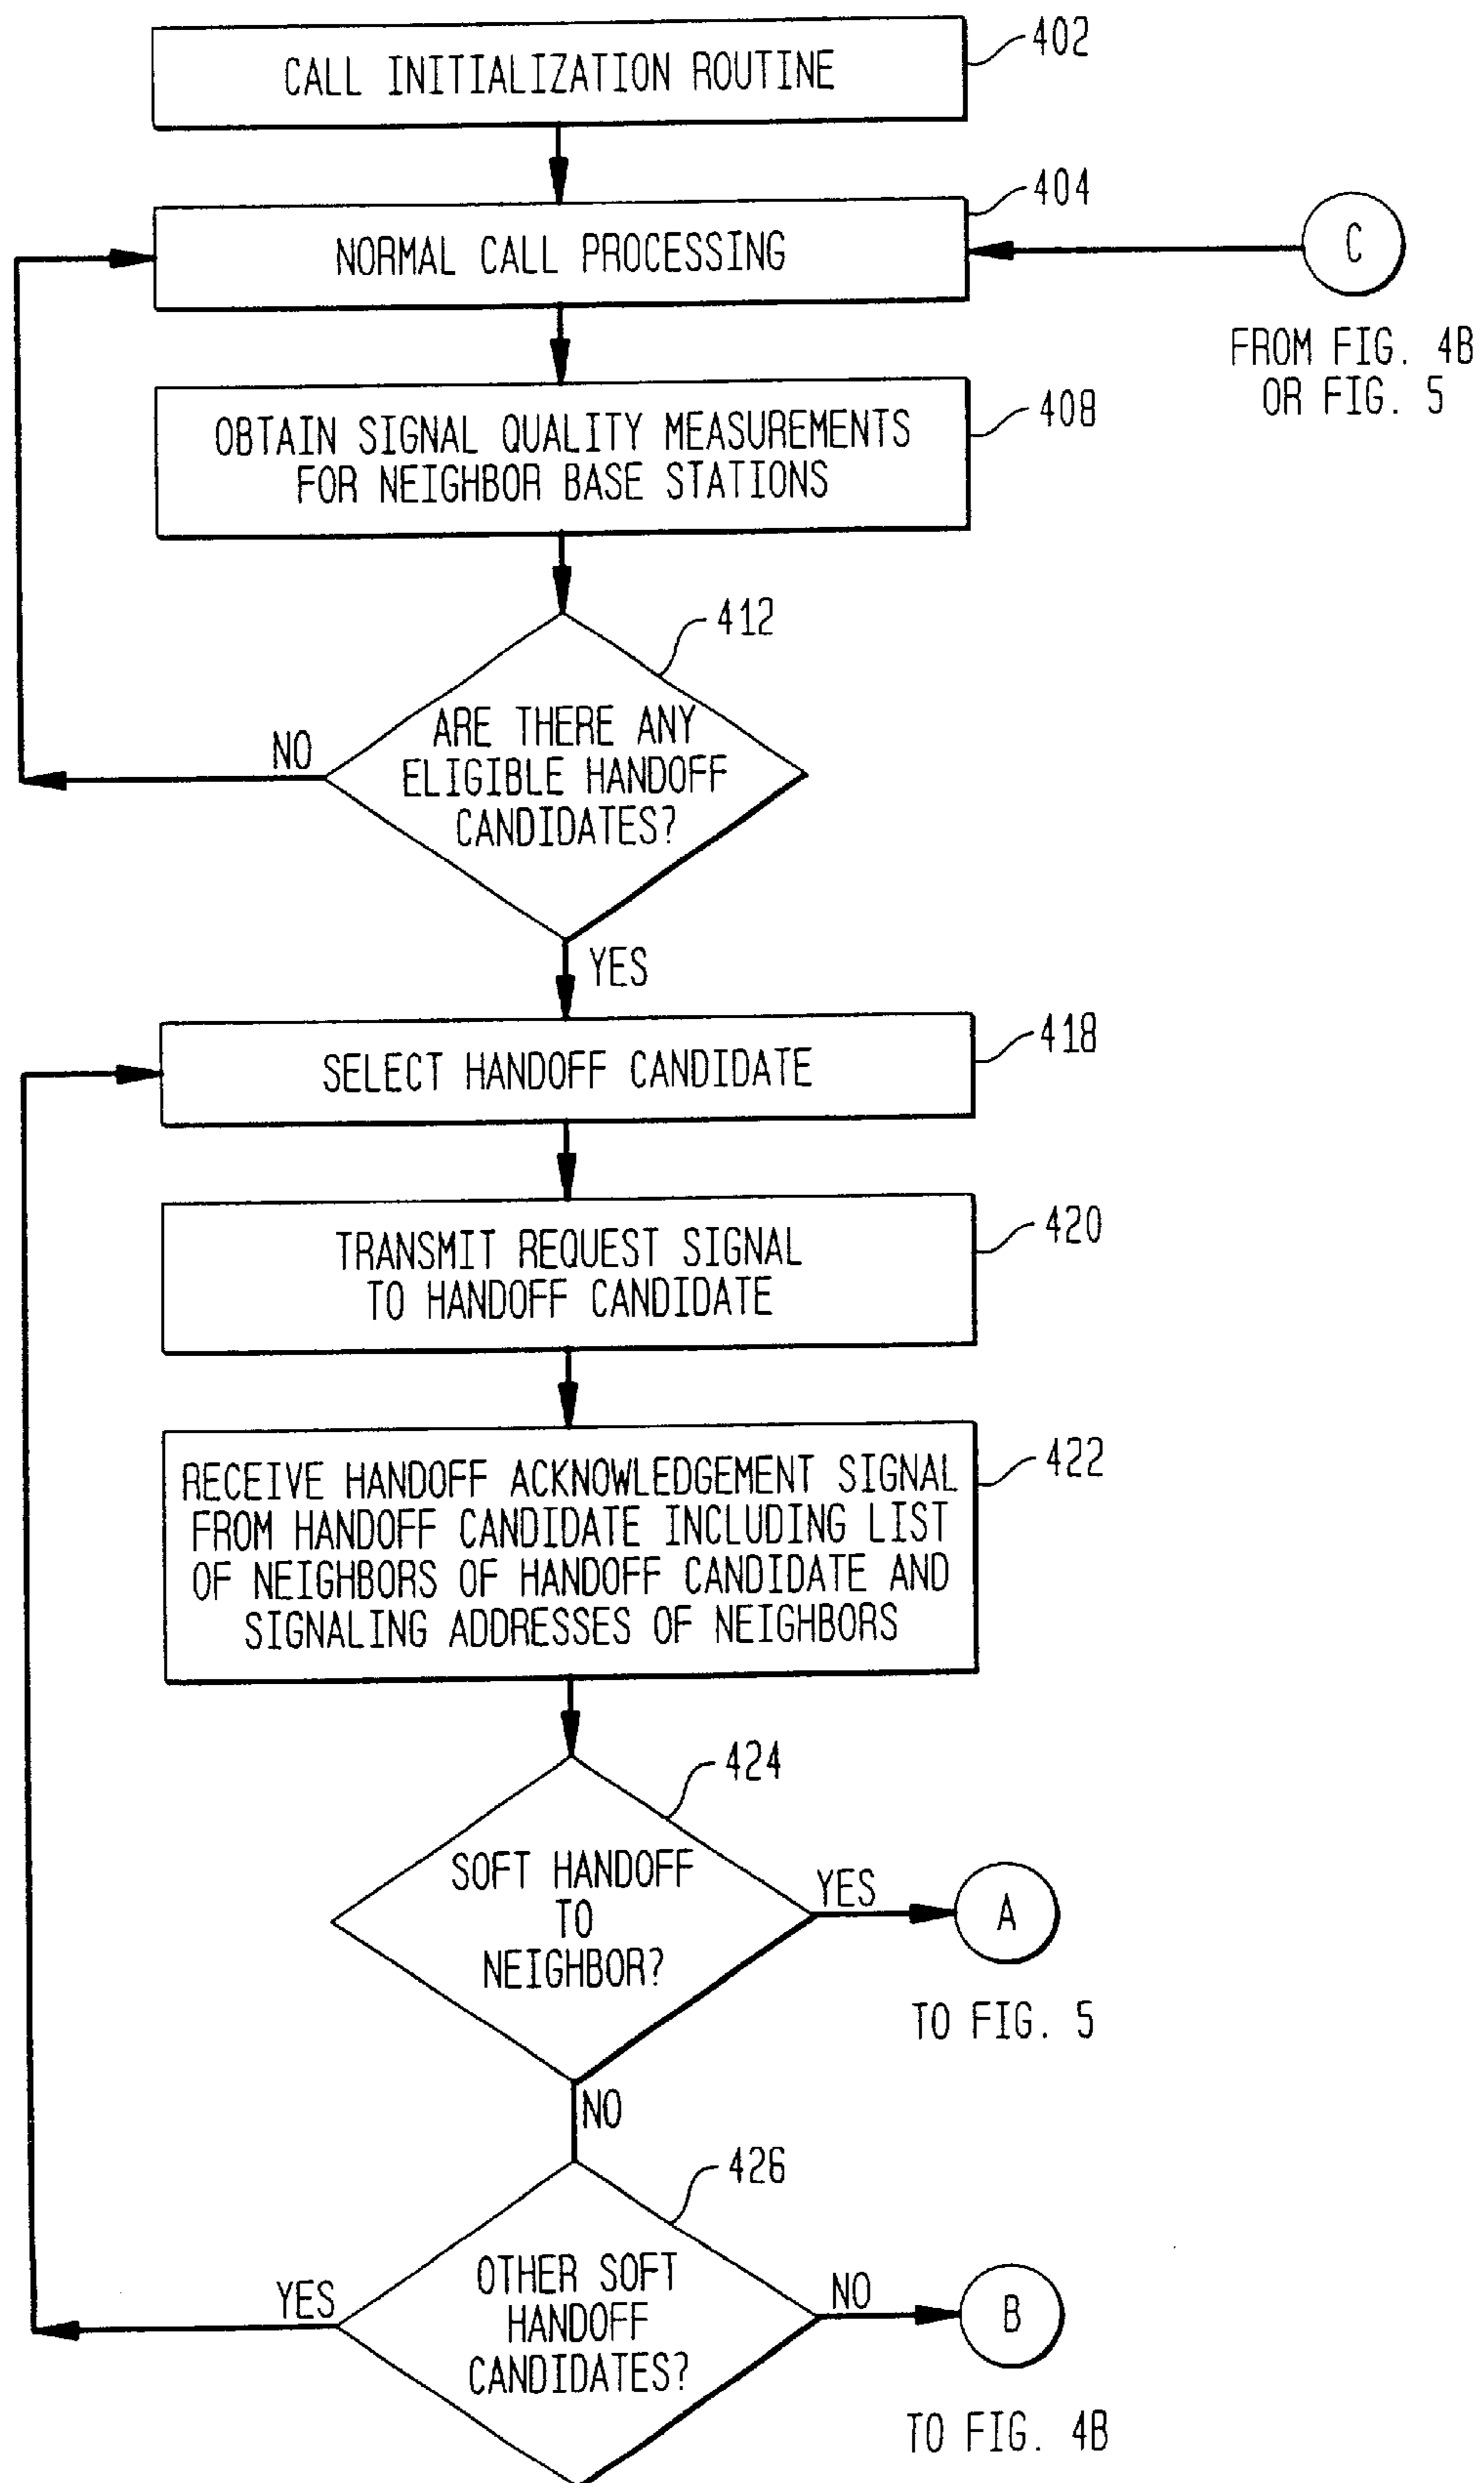 CALL INITIALIZATION ROUTINE
402
NORMAL CALL PROCESSING
404
C
FROM FIG. 4B
OR FIG. 5
OBTAIN SIGNAL QUALITY MEASUREMENTS
FOR NEIGHBOR BASE STATIONS
408
412
ARE THERE ANY
ELIGIBLE HANDOFF
CANDIDATES?
NO
YES
SELECT HANDOFF CANDIDATE
418
TRANSMIT REQUEST SIGNAL
TO HANDOFF CANDIDATE
420
RECEIVE HANDOFF ACKNOWLEDGEMENT SIGNAL
FROM HANDOFF CANDIDATE INCLUDING LIST
OF NEIGHBORS OF HANDOFF CANDIDATE AND
SIGNALING ADDRESSES OF NEIGHBORS
422
424
SOFT HANDOFF
TO
NEIGHBOR?
YES
A
TO FIG. 5
NO
426
OTHER SOFT
HANDOFF
CANDIDATES?
YES
NO
B
TO FIG. 4B